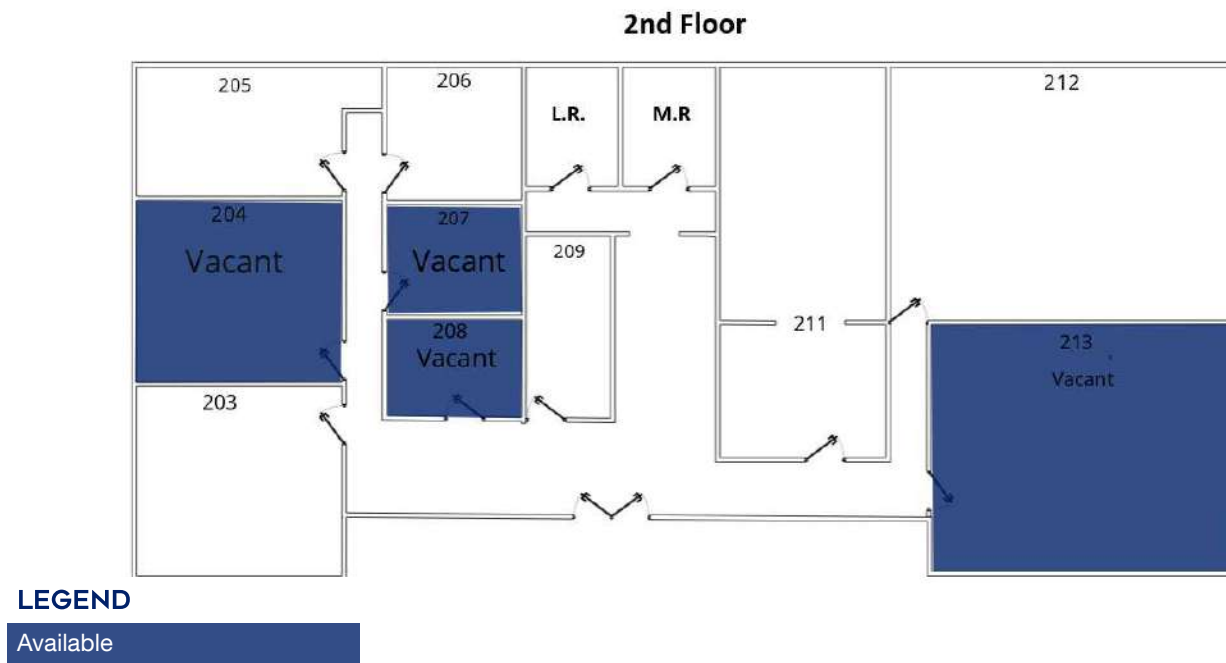 2nd Floor
205
206
L.R.
M.R
212
204
Vacant
207
Vacant
209
208
Vacant
211
213
Vacant
203
LEGEND
Available